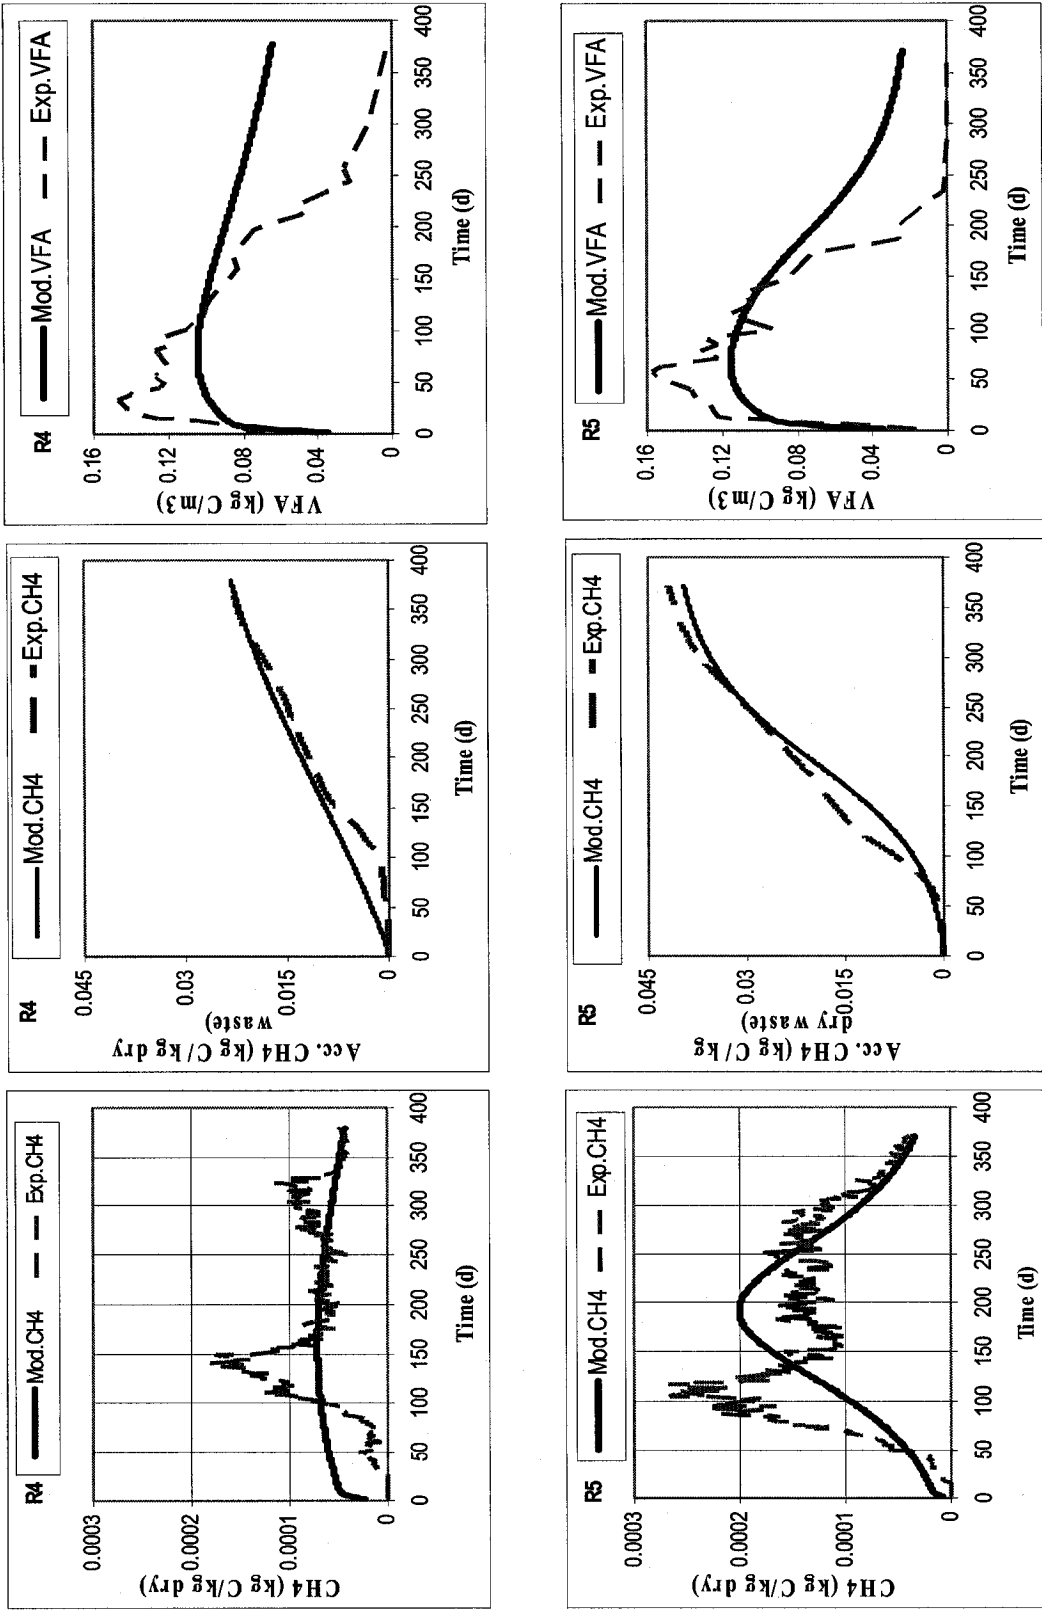 R4
Mod.VFA
Exp.VFA
0.16
0.12
0.08
0.04
0
VFA (kg C/m3)
0 50 100 150 200 250 300 350 400
Time (d)
R5
Mod.VFA
Exp.VFA
0.16
0.12
0.08
0.04
0
VFA (kg C/m3)
0 50 100 150 200 250 300 350 400
Time (d)
R4
Mod.CH4
Exp.CH4
0.045
0.03
0.015
0
Acc. CH4 (kg C/kg dry
waste)
0 50 100 150 200 250 300 350 400
Time (d)
R5
Mod.CH4
Exp.CH4
0.045
0.03
0.015
0
Acc. CH4 (kg C/kg
dry waste)
0 50 100 150 200 250 300 350 400
Time (d)
R4
Mod.CH4
Exp.CH4
0.0003
0.0002
0.0001
0
CH4 (kg C/kg dry)
0 50 100 150 200 250 300 350 400
Time (d)
R5
Mod.CH4
Exp.CH4
0.0003
0.0002
0.0001
0
CH4 (kg C/kg dry)
0 50 100 150 200 250 300 350 400
Time (d)